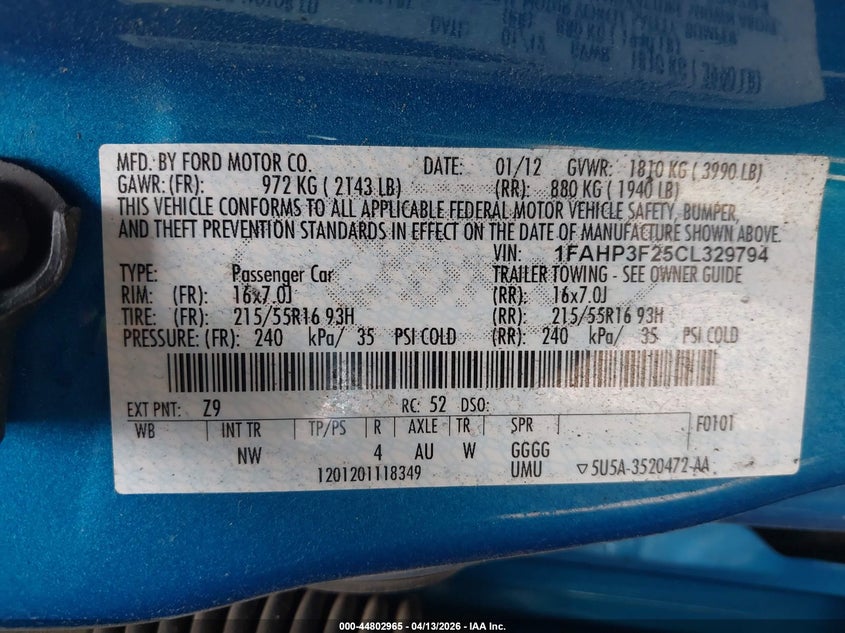 MFD. BY FORD MOTOR CO. DATE: 01/12 GVWR: 1810 KG ( 3990 LB)
GAWR: (FR): 972 KG ( 2143 LB) (RR): 880 KG ( 1940 LB)
THIS VEHICLE CONFORMS TO ALL APPLICABLE FEDERAL MOTOR VEHICLE SAFETY, BUMPER,
AND THEFT PREVENTION STANDARDS IN EFFECT ON THE DATE OF MANUFACTURE SHOWN ABOVE.
VIN: 1FAHP3F25CL329794
TYPE: Passenger Car TRAILER TOWING - SEE OWNER GUIDE
RIM: (FR): 16x7.0J (RR): 16x7.0J
TIRE: (FR): 215/55R16 93H (RR): 215/55R16 93H
PRESSURE: (FR): 240 kPa/ 35 PSI COLD (RR): 240 kPa/ 35 PSI COLD
EXT PNT: Z9 RC: 52 DSO:
WB INT TR TP/PS R AXLE TR SPR F0101
NW 4 AU W GGGG
1201201118349 UMU ▽5U5A-3520472-AA
000-44802965 - 04/13/2026 - IAA Inc.